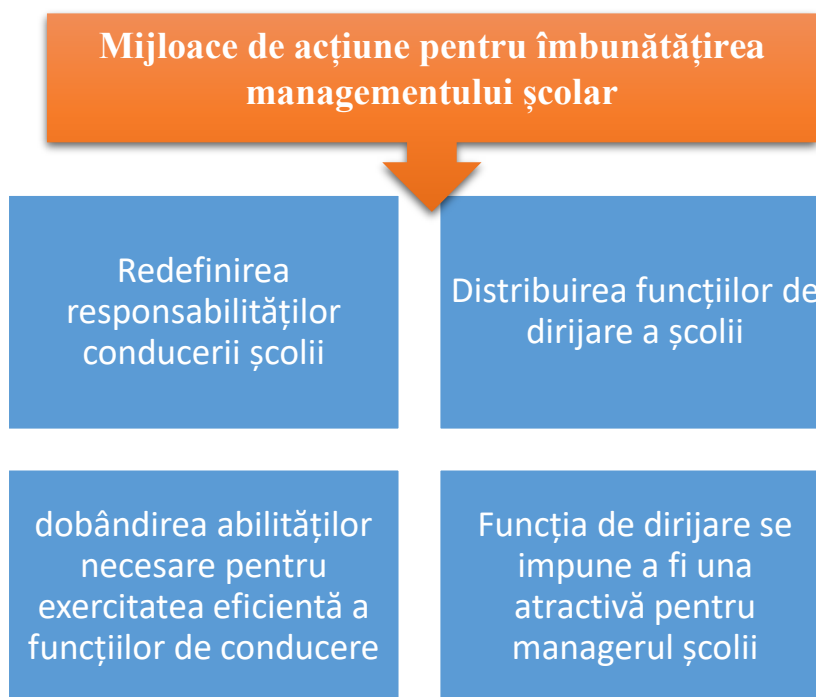 Mijloace de acțiune pentru îmbunătățirea
managementului școlar
Redefinirea
responsabilităților
conducerii școlii
Distribuirea funcțiilor de
dirijare a școlii
dobândirea abilităților
necesare pentru
exercitatea eficientă a
funcțiilor de conducere
Funcția de dirijare se
impune a fi una
atractivă pentru
managerul școlii